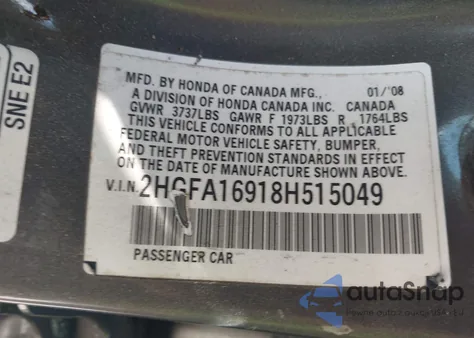 SNE E2
MFD. BY HONDA OF CANADA MFG., 01/'08
A DIVISION OF HONDA CANADA INC. CANADA
GVWR 3737LBS GAWR F 1973LBS R 1764LBS
THIS VEHICLE CONFORMS TO ALL APPLICABLE
FEDERAL MOTOR VEHICLE SAFETY, BUMPER,
AND THEFT PREVENTION STANDARDS IN EFFECT
ON THE DATE OF MANUFACTURE SHOWN ABOVE.
V.I.N. 2HGFA16918H515049
PASSENGER CAR
autoSnap